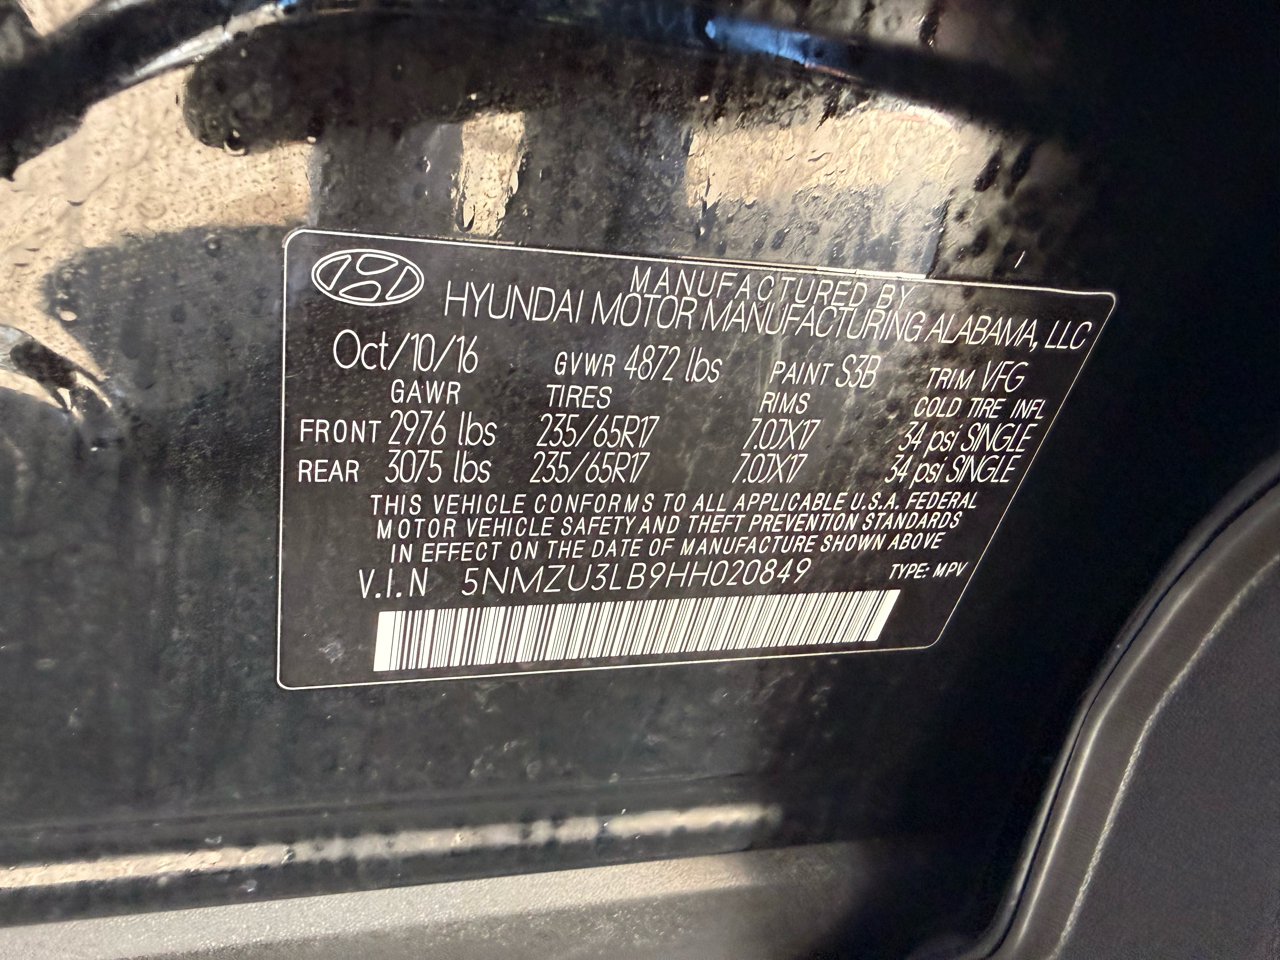 MANUFACTURED BY
HYUNDAI MOTOR MANUFACTURING ALABAMA, LLC
Oct/10/16 GVWR 4872 lbs PAINT S3B TRIM VFG
GAWR TIRES RIMS COLD TIRE INFL
FRONT 2976 lbs 235/65R17 7.0JX17 34 psi SINGLE
REAR 3075 lbs 235/65R17 7.0JX17 34 psi SINGLE
THIS VEHICLE CONFORMS TO ALL APPLICABLE U.S.A. FEDERAL
MOTOR VEHICLE SAFETY AND THEFT PREVENTION STANDARDS
IN EFFECT ON THE DATE OF MANUFACTURE SHOWN ABOVE
V.I.N 5NMZU3LB9HH020849 TYPE: MPV